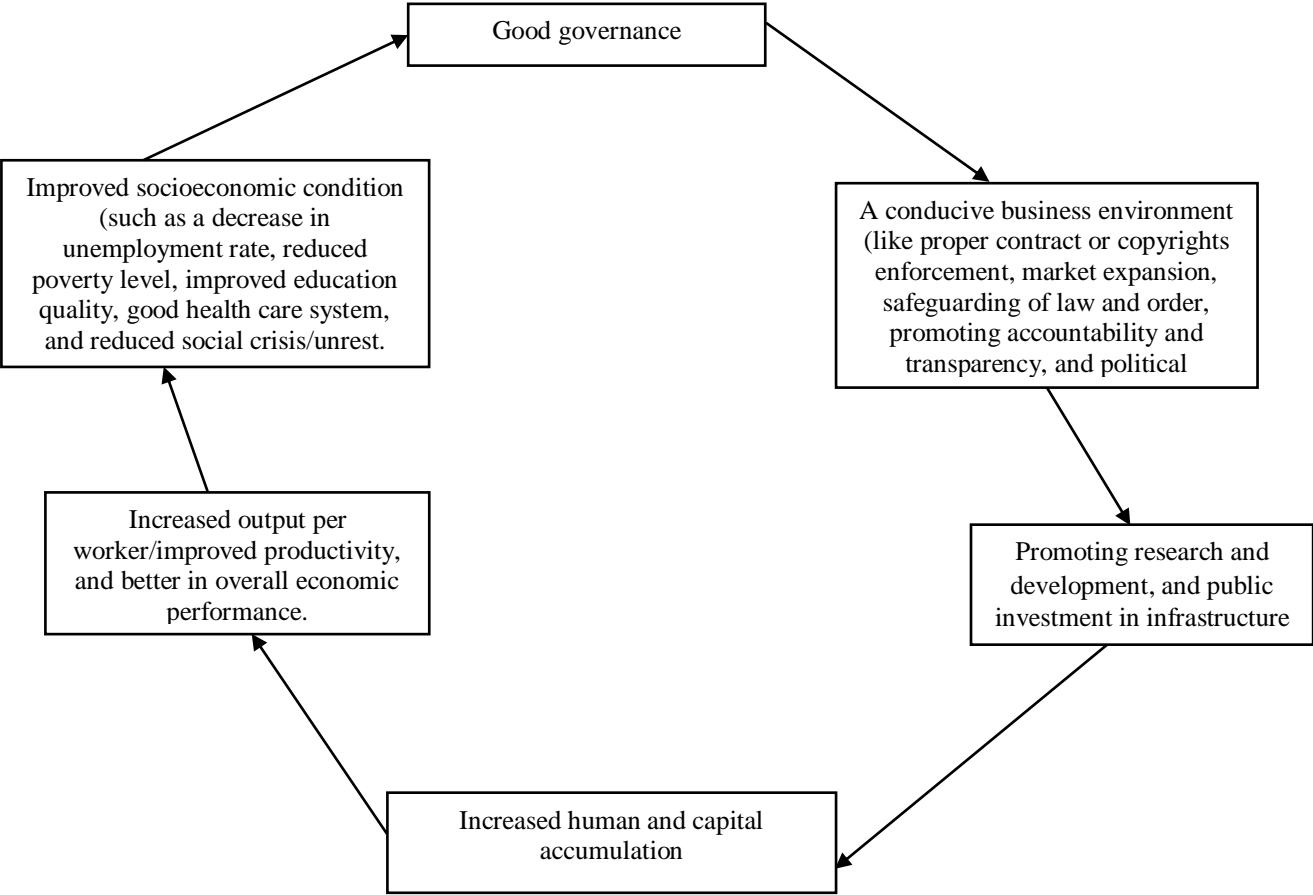 Good governance
A conducive business environment
(like proper contract or copyrights
enforcement, market expansion,
safeguarding of law and order,
promoting accountability and
transparency, and political
Promoting research and
development, and public
investment in infrastructure
Increased human and capital
accumulation
Increased output per
worker/improved productivity,
and better in overall economic
performance.
Improved socioeconomic condition
(such as a decrease in
unemployment rate, reduced
poverty level, improved education
quality, good health care system,
and reduced social crisis/unrest.